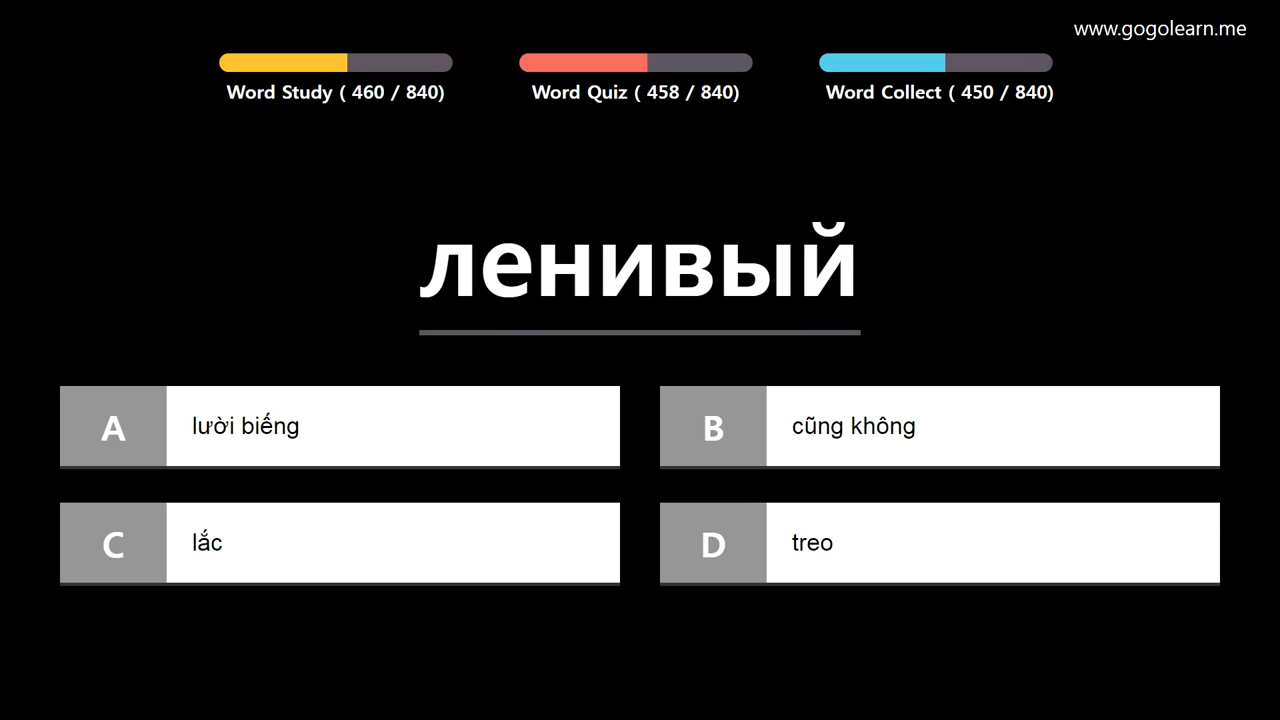 www.gogolearn.me
Word Study ( 460 / 840)
Word Quiz ( 458 / 840)
Word Collect ( 450 / 840)
ленивый
A
lười biếng
B
cũng không
C
lắc
D
treo